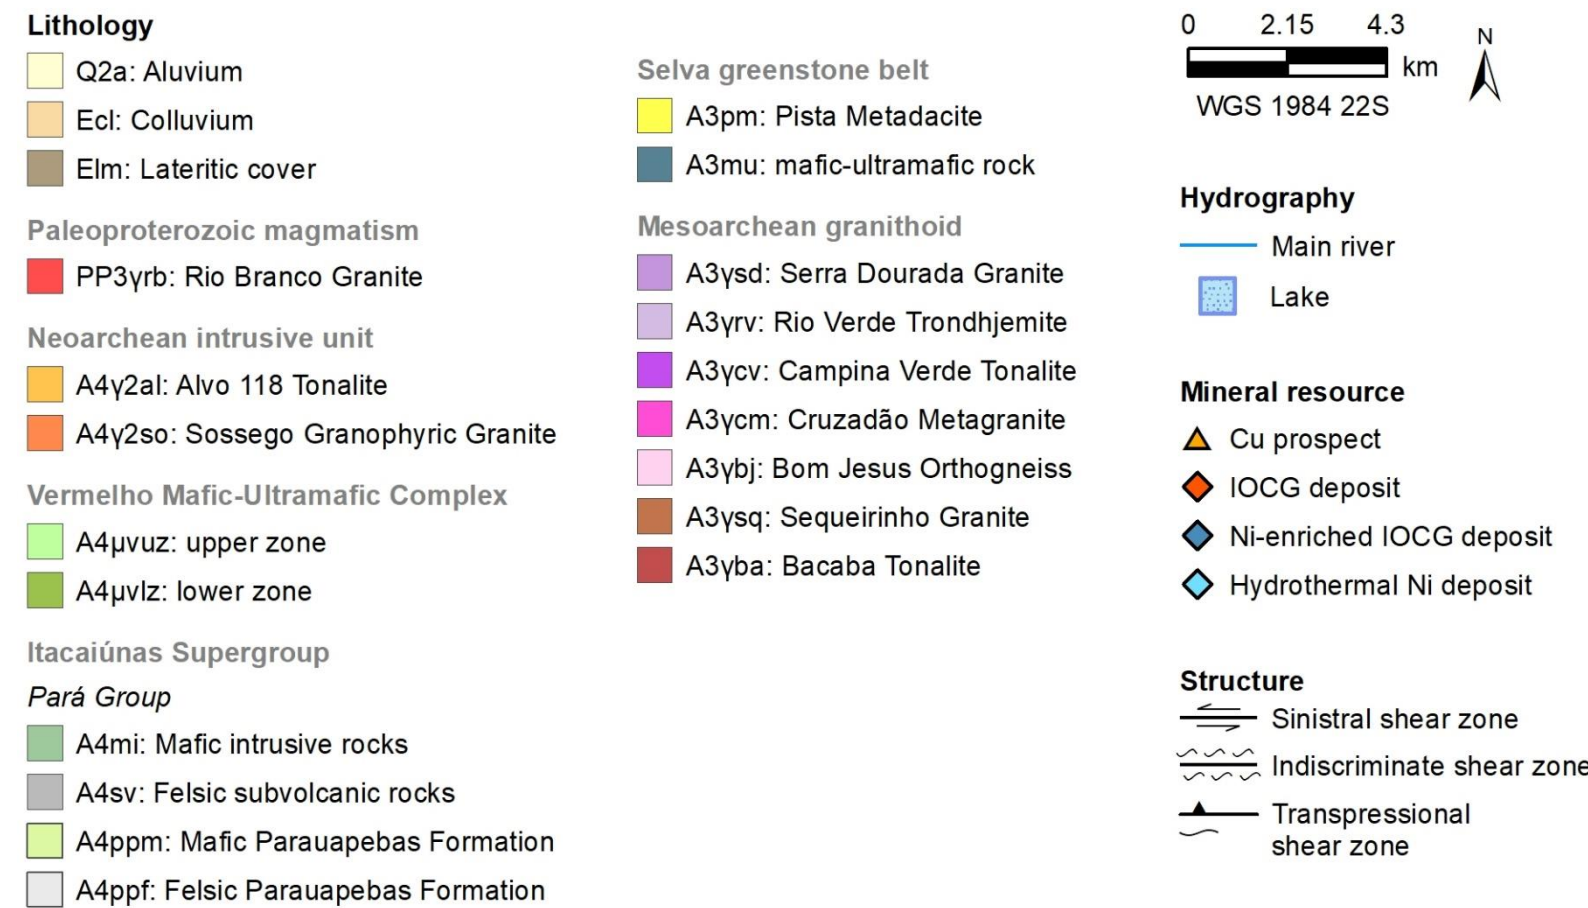 Lithology
Q2a: Aluvium
Ecl: Colluvium
Elm: Lateritic cover
Paleoproterozoic magmatism
PP3γrb: Rio Branco Granite
Neoarchean intrusive unit
A4γ2al: Alvo 118 Tonalite
A4γ2so: Sossego Granophyric Granite
Vermelho Mafic-Ultramafic Complex
A4μvuz: upper zone
A4μvlz: lower zone
Itacaiúnas Supergroup
Pará Group
A4mi: Mafic intrusive rocks
A4sv: Felsic subvolcanic rocks
A4ppm: Mafic Parauapebas Formation
A4ppf: Felsic Parauapebas Formation
Selva greenstone belt
A3pm: Pista Metadacite
A3mu: mafic-ultramafic rock
Mesoarchean granithoid
A3γsd: Serra Dourada Granite
A3γrv: Rio Verde Trondhjemite
A3γcv: Campina Verde Tonalite
A3γcm: Cruzadão Metagranite
A3γbj: Bom Jesus Orthogneiss
A3γsq: Sequeirinho Granite
A3γba: Bacaba Tonalite
0 2.15 4.3
km
WGS 1984 22S
N
Hydrography
Main river
Lake
Mineral resource
Cu prospect
IOCG deposit
Ni-enriched IOCG deposit
Hydrothermal Ni deposit
Structure
Sinistral shear zone
Indiscriminate shear zone
Transpressional
shear zone